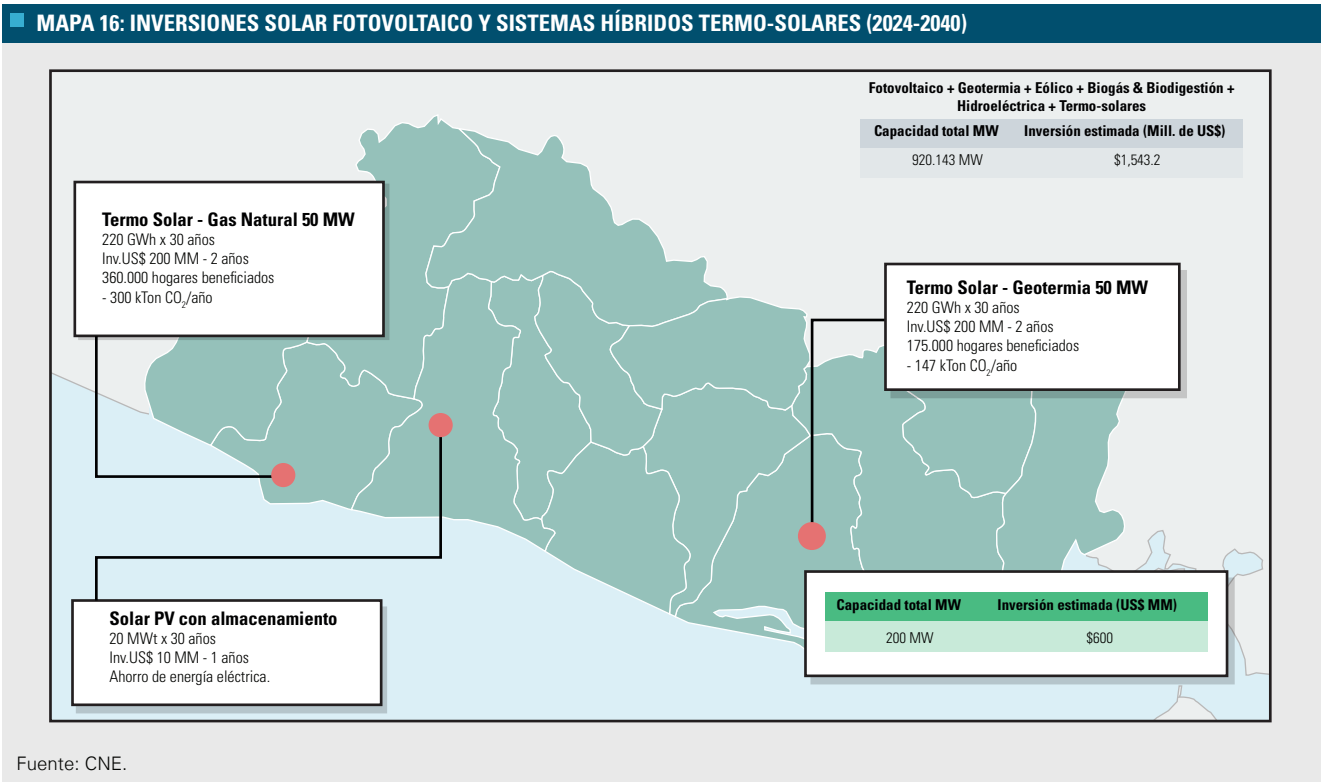 MAPA 16: INVERSIONES SOLAR FOTOVOLTAICO Y SISTEMAS HÍBRIDOS TERMO-SOLARES (2024-2040)
Fotovoltaico + Geotermia + Eólico + Biogás & Biodigestión +
Hidroeléctrica + Termo-solares
Capacidad total MW Inversión estimada (Mill. de US$)
920.143 MW $1,543.2
Termo Solar - Gas Natural 50 MW
220 GWh x 30 años
Inv.US$ 200 MM - 2 años
360.000 hogares beneficiados
- 300 kTon CO₂/año
Termo Solar - Geotermia 50 MW
220 GWh x 30 años
Inv.US$ 200 MM - 2 años
175.000 hogares beneficiados
- 147 kTon CO₂/año
Solar PV con almacenamiento
20 MWt x 30 años
Inv.US$ 10 MM - 1 años
Ahorro de energía eléctrica.
Capacidad total MW Inversión estimada (US$ MM)
200 MW $600
Fuente: CNE.